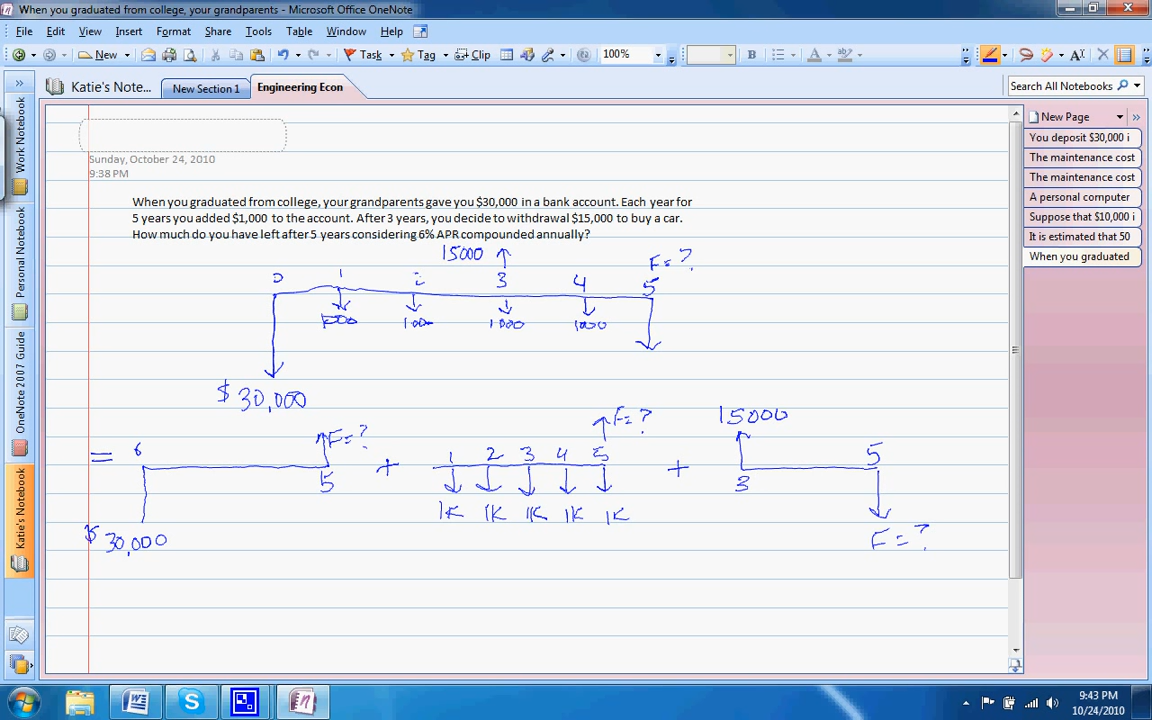 When you graduated from college, your grandparents - Microsoft Office OneNote
File Edit View Insert Format Share Tools Table Window Help
New Task Tag Clip 100% B A A
Katie's Note... New Section 1 Engineering Econ
Search All Notebooks
New Page
You deposit $30,000 i
The maintenance cost
The maintenance cost
A personal computer
Suppose that $10,000 i
It is estimated that 50
When you graduated
Work Notebook
Personal Notebook
OneNote 2007 Guide
Katie's Notebook
Sunday, October 24, 2010
9:38 PM
When you graduated from college, your grandparents gave you $30,000 in a bank account. Each year for
5 years you added $1,000 to the account. After 3 years, you decide to withdrawal $15,000 to buy a car.
How much do you have left after 5 years considering 6% APR compounded annually?
15000 F=?
0 1 2 3 4 5
1000 1000 1000 1000
$30,000
15000
F=? F=?
= 0 + 1 2 3 4 5 + 5
5 3
1K 1K 1K 1K 1K
$30,000 F=?
9:43 PM
10/24/2010